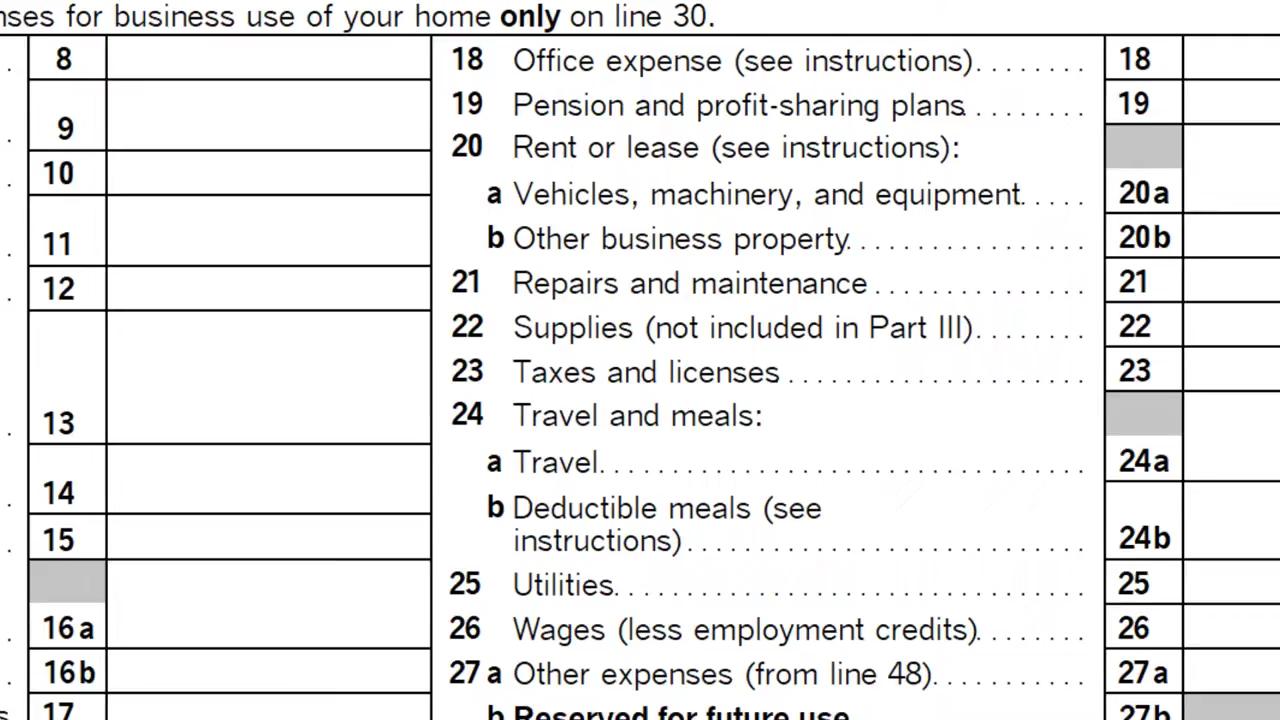 nses for business use of your home only on line 30.
8
9
10
11
12
13
14
15
16a
16b
17
18 Office expense (see instructions)........ 18
19 Pension and profit-sharing plans........ 19
20 Rent or lease (see instructions):
a Vehicles, machinery, and equipment..... 20a
b Other business property................ 20b
21 Repairs and maintenance.............. 21
22 Supplies (not included in Part III)........ 22
23 Taxes and licenses.................... 23
24 Travel and meals:
a Travel................................. 24a
b Deductible meals (see
instructions)........................... 24b
25 Utilities................................ 25
26 Wages (less employment credits)........ 26
27 a Other expenses (from line 48)........... 27a
b Reserved for future use 27b